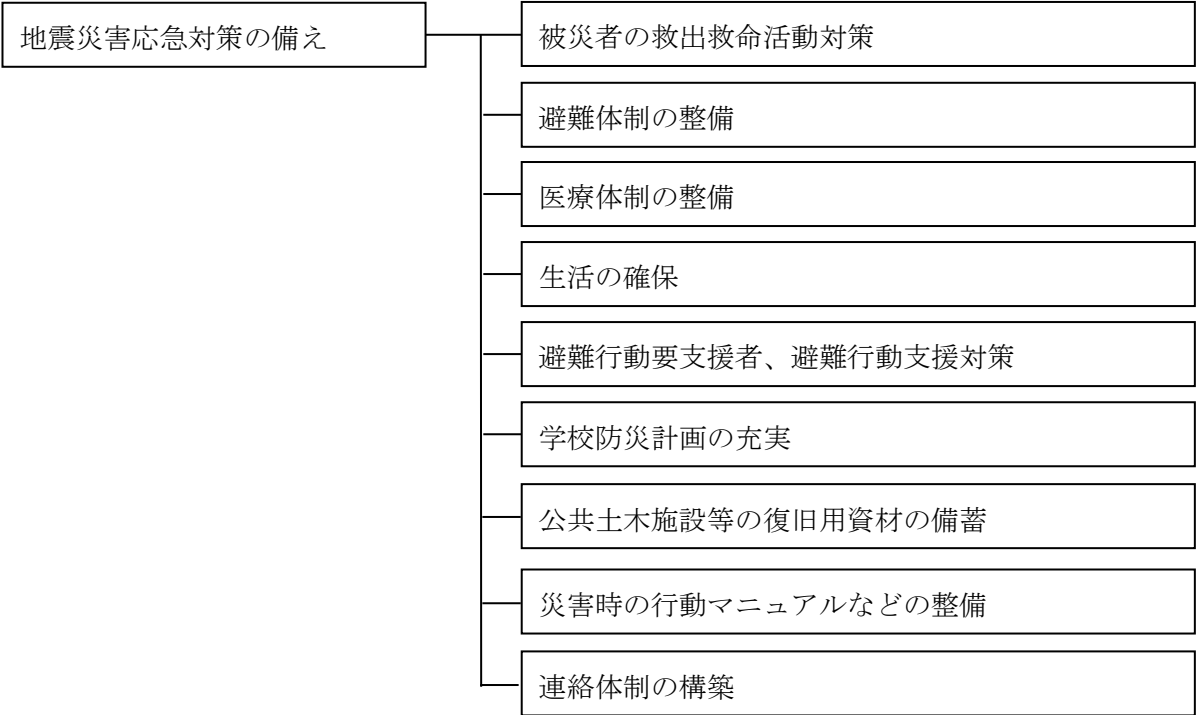 地震災害応急対策の備え
被災者の救出救命活動対策
避難体制の整備
医療体制の整備
生活の確保
避難行動要支援者、避難行動支援対策
学校防災計画の充実
公共土木施設等の復旧用資材の備蓄
災害時の行動マニュアルなどの整備
連絡体制の構築